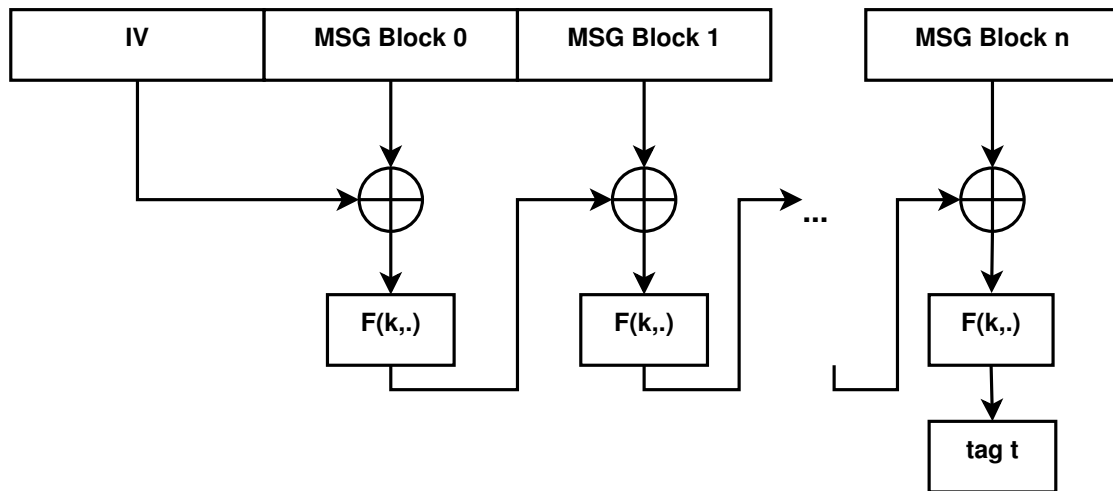 IV
MSG Block 0
MSG Block 1
MSG Block n
...
F(k,.)
F(k,.)
F(k,.)
tag t